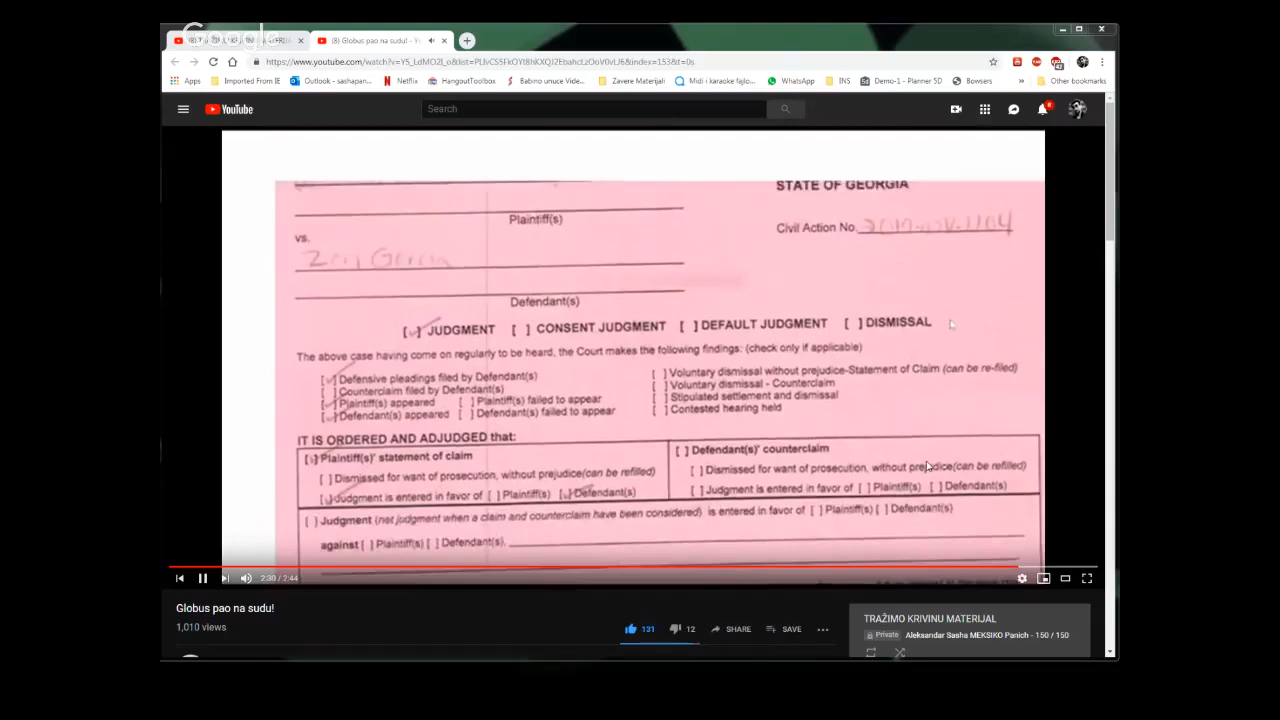 Google
(8) Globus pao na sudu! - Yo
https://www.youtube.com/watch?v=Y5_LdMO2l_o&list=PLIvCS5FkOYt8hKXQJZEbahcLzOoV0vLJ6&index=153&t=0s
Apps Imported From IE Outlook - sashapan... Netflix HangoutToolbox Babino unuce Vide... Zavere Materijali Midi i karaoke fajlo... WhatsApp INS Demo-1 - Planner 5D Bowsers » Other bookmarks
YouTube Search 8
STATE OF GEORGIA
Plaintiff(s)
Civil Action No.
vs.
Zen Garcia
Defendant(s)
[✓] JUDGMENT [ ] CONSENT JUDGMENT [ ] DEFAULT JUDGMENT [ ] DISMISSAL
The above case having come on regularly to be heard, the Court makes the following findings: (check only if applicable)
[✓] Defensive pleadings filed by Defendant(s)
[ ] Counterclaim filed by Defendant(s)
[✓] Plaintiff(s) appeared [ ] Plaintiff(s) failed to appear
[✓] Defendant(s) appeared [ ] Defendant(s) failed to appear
[ ] Voluntary dismissal without prejudice-Statement of Claim (can be re-filed)
[ ] Voluntary dismissal - Counterclaim
[ ] Stipulated settlement and dismissal
[ ] Contested hearing held
IT IS ORDERED AND ADJUDGED that:
[✓] Plaintiff(s)' statement of claim
[ ] Dismissed for want of prosecution, without prejudice(can be refilled)
[✓] Judgment is entered in favor of [ ] Plaintiff(s) [✓] Defendant(s)
[ ] Defendant(s)' counterclaim
[ ] Dismissed for want of prosecution, without prejudice(can be refilled)
[ ] Judgment is entered in favor of [ ] Plaintiff(s) [ ] Defendant(s)
[ ] Judgment (not judgment when a claim and counterclaim have been considered) is entered in favor of [ ] Plaintiff(s) [ ] Defendant(s)
against [ ] Plaintiff(s) [ ] Defendant(s).
2:30 / 2:44
Globus pao na sudu!
1,010 views
131 12 SHARE SAVE ...
TRAŽIMO KRIVINU MATERIJAL
Private Aleksandar Sasha MEKSIKO Panich - 150 / 150